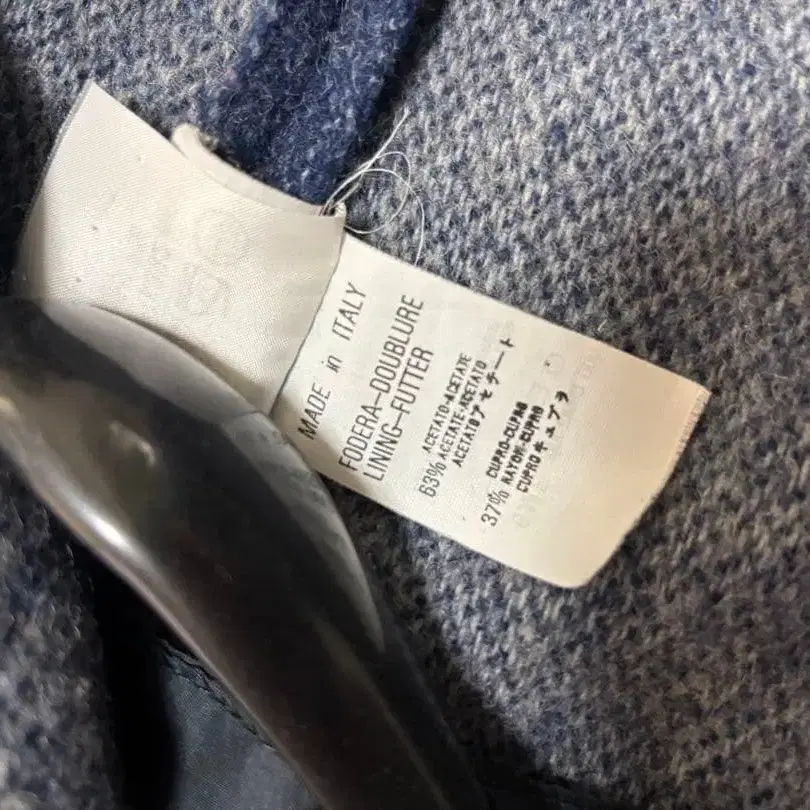 MADE in ITALY
FODERA-DOUBLURE
LINING-FUTTER
ACETATO-ACETATE
63% ACETATE-ACETATO
ACETATOアセテート
CUPRO-CUPRO
37% RAYON-CUPRO
CUPROキュプラ